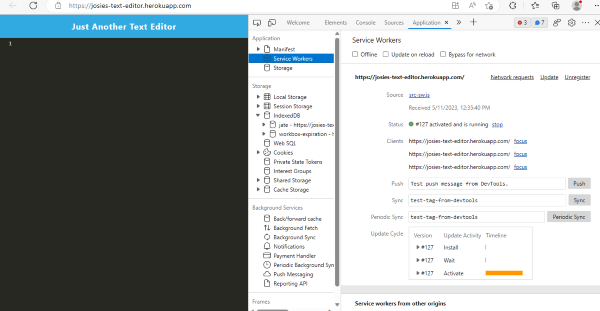 https://josies-text-editor.herokuapp.com
Just Another Text Editor
1
Welcome Elements Console Sources Network Application
3 7
Application
Manifest
Service Workers
Storage
Storage
Local Storage
Session Storage
IndexedDB
jate - https://josies-tex
workbox-expiration - h
Web SQL
Cookies
Private State Tokens
Interest Groups
Shared Storage
Cache Storage
Background Services
Back/forward cache
Background Fetch
Background Sync
Notifications
Payment Handler
Periodic Background Syn
Push Messaging
Reporting API
Frames
Service Workers
Offline Update on reload Bypass for network
https://josies-text-editor.herokuapp.com/ Network requests Update Unregister
Source src-sw.js
Received 5/11/2023, 12:35:40 PM
Status #127 activated and is running stop
Clients https://josies-text-editor.herokuapp.com/ focus
https://josies-text-editor.herokuapp.com/ focus
https://josies-text-editor.herokuapp.com/ focus
Push Test push message from DevTools. Push
Sync test-tag-from-devtools Sync
Periodic Sync test-tag-from-devtools Periodic Sync
Update Cycle Version Update Activity Timeline
#127 Install
#127 Wait
#127 Activate
Service workers from other origins